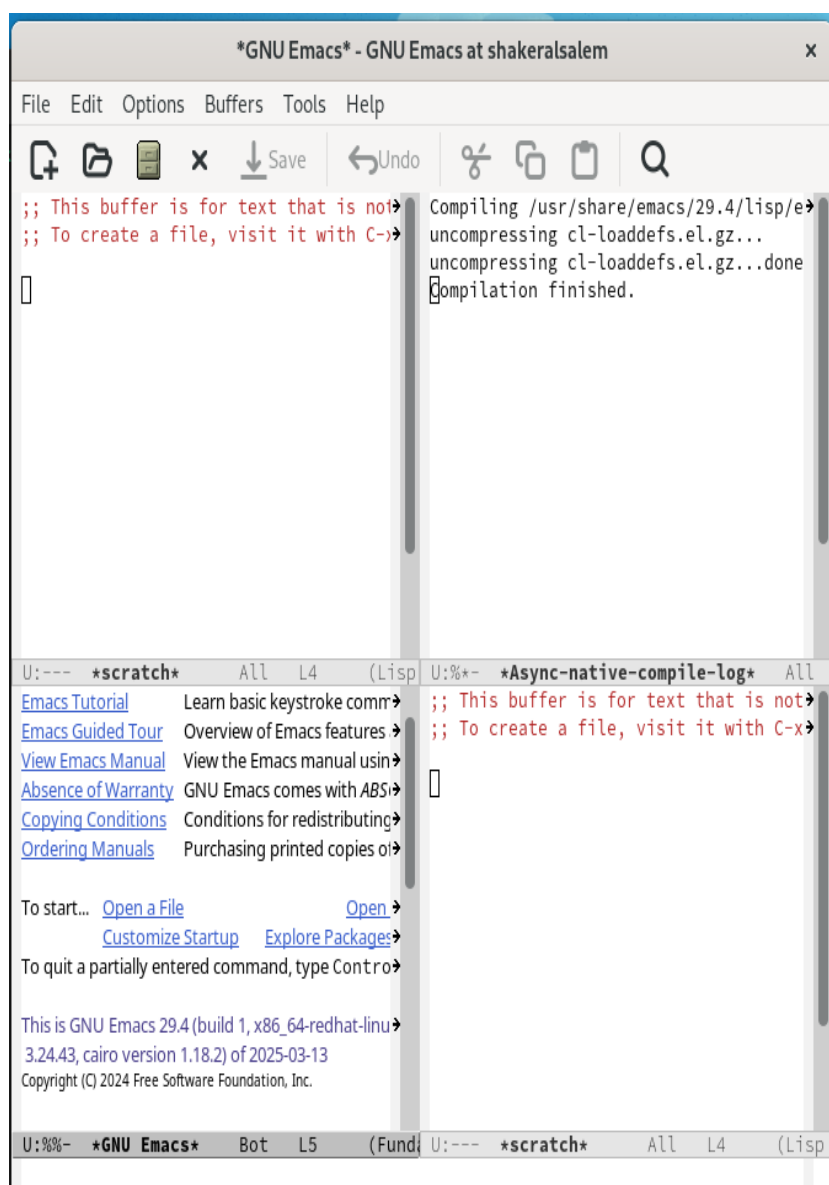 *GNU Emacs* - GNU Emacs at shakeralsalem
File Edit Options Buffers Tools Help
Save Undo
;; This buffer is for text that is not
;; To create a file, visit it with C-x
U:--- *scratch* All L4 (Lisp
Compiling /usr/share/emacs/29.4/lisp/e
uncompressing cl-loaddefs.el.gz...
uncompressing cl-loaddefs.el.gz...done
Compilation finished.
U:%*- *Async-native-compile-log* All
Emacs Tutorial Learn basic keystroke comm
Emacs Guided Tour Overview of Emacs features
View Emacs Manual View the Emacs manual usin
Absence of Warranty GNU Emacs comes with ABS
Copying Conditions Conditions for redistributing
Ordering Manuals Purchasing printed copies of
To start... Open a File Open
Customize Startup Explore Packages
To quit a partially entered command, type Contro
This is GNU Emacs 29.4 (build 1, x86_64-redhat-linu
3.24.43, cairo version 1.18.2) of 2025-03-13
Copyright (C) 2024 Free Software Foundation, Inc.
U:%%- *GNU Emacs* Bot L5 (Funda
;; This buffer is for text that is not
;; To create a file, visit it with C-x
U:--- *scratch* All L4 (Lisp